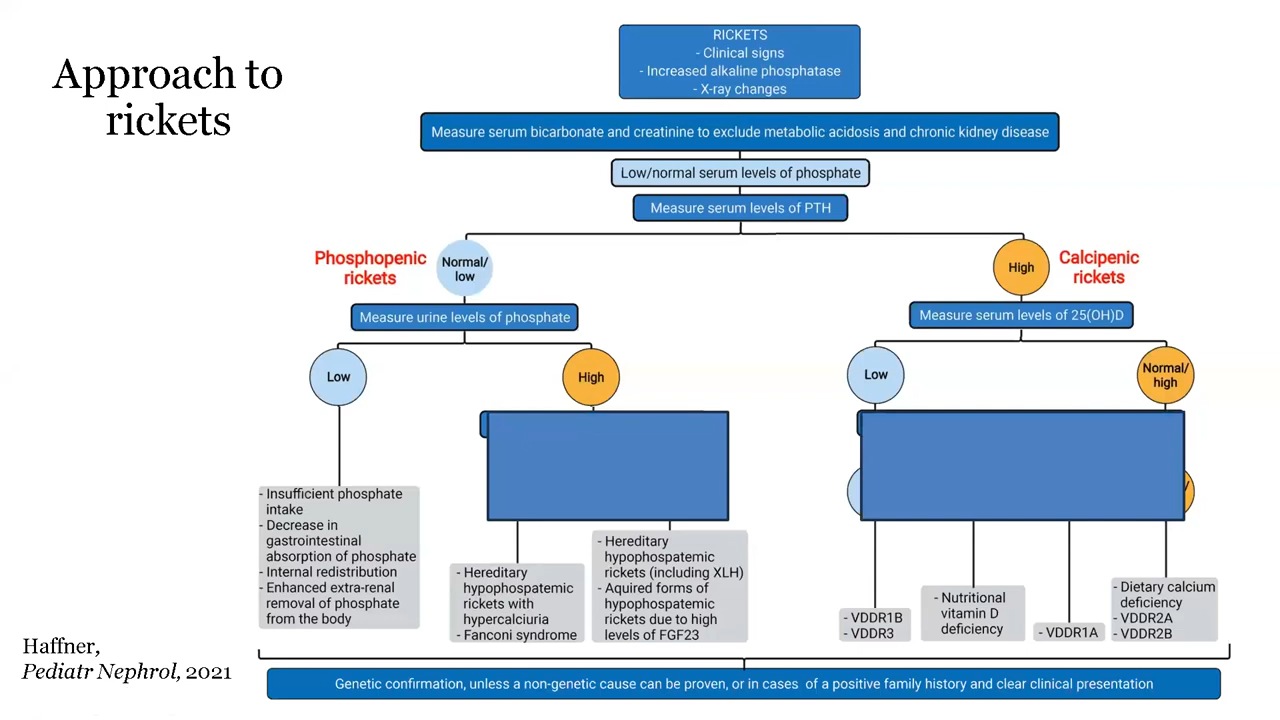 Approach to
rickets
RICKETS
- Clinical signs
- Increased alkaline phosphatase
- X-ray changes
Measure serum bicarbonate and creatinine to exclude metabolic acidosis and chronic kidney disease
Low/normal serum levels of phosphate
Measure serum levels of PTH
Phosphopenic
rickets
Normal/
low
High
Calcipenic
rickets
Measure urine levels of phosphate
Measure serum levels of 25(OH)D
Low
High
Low
Normal/
high
- Insufficient phosphate
intake
- Decrease in
gastrointestinal
absorption of phosphate
- Internal redistribution
- Enhanced extra-renal
removal of phosphate
from the body
- Hereditary
hypophospatemic
rickets with
hypercalciuria
- Fanconi syndrome
- Hereditary
hypophospatemic
rickets (including XLH)
- Aquired forms of
hypophospatemic
rickets due to high
levels of FGF23
- VDDR1B
- VDDR3
- Nutritional
vitamin D
deficiency
- VDDR1A
- Dietary calcium
deficiency
- VDDR2A
- VDDR2B
Haffner,
Pediatr Nephrol, 2021
Genetic confirmation, unless a non-genetic cause can be proven, or in cases of a positive family history and clear clinical presentation